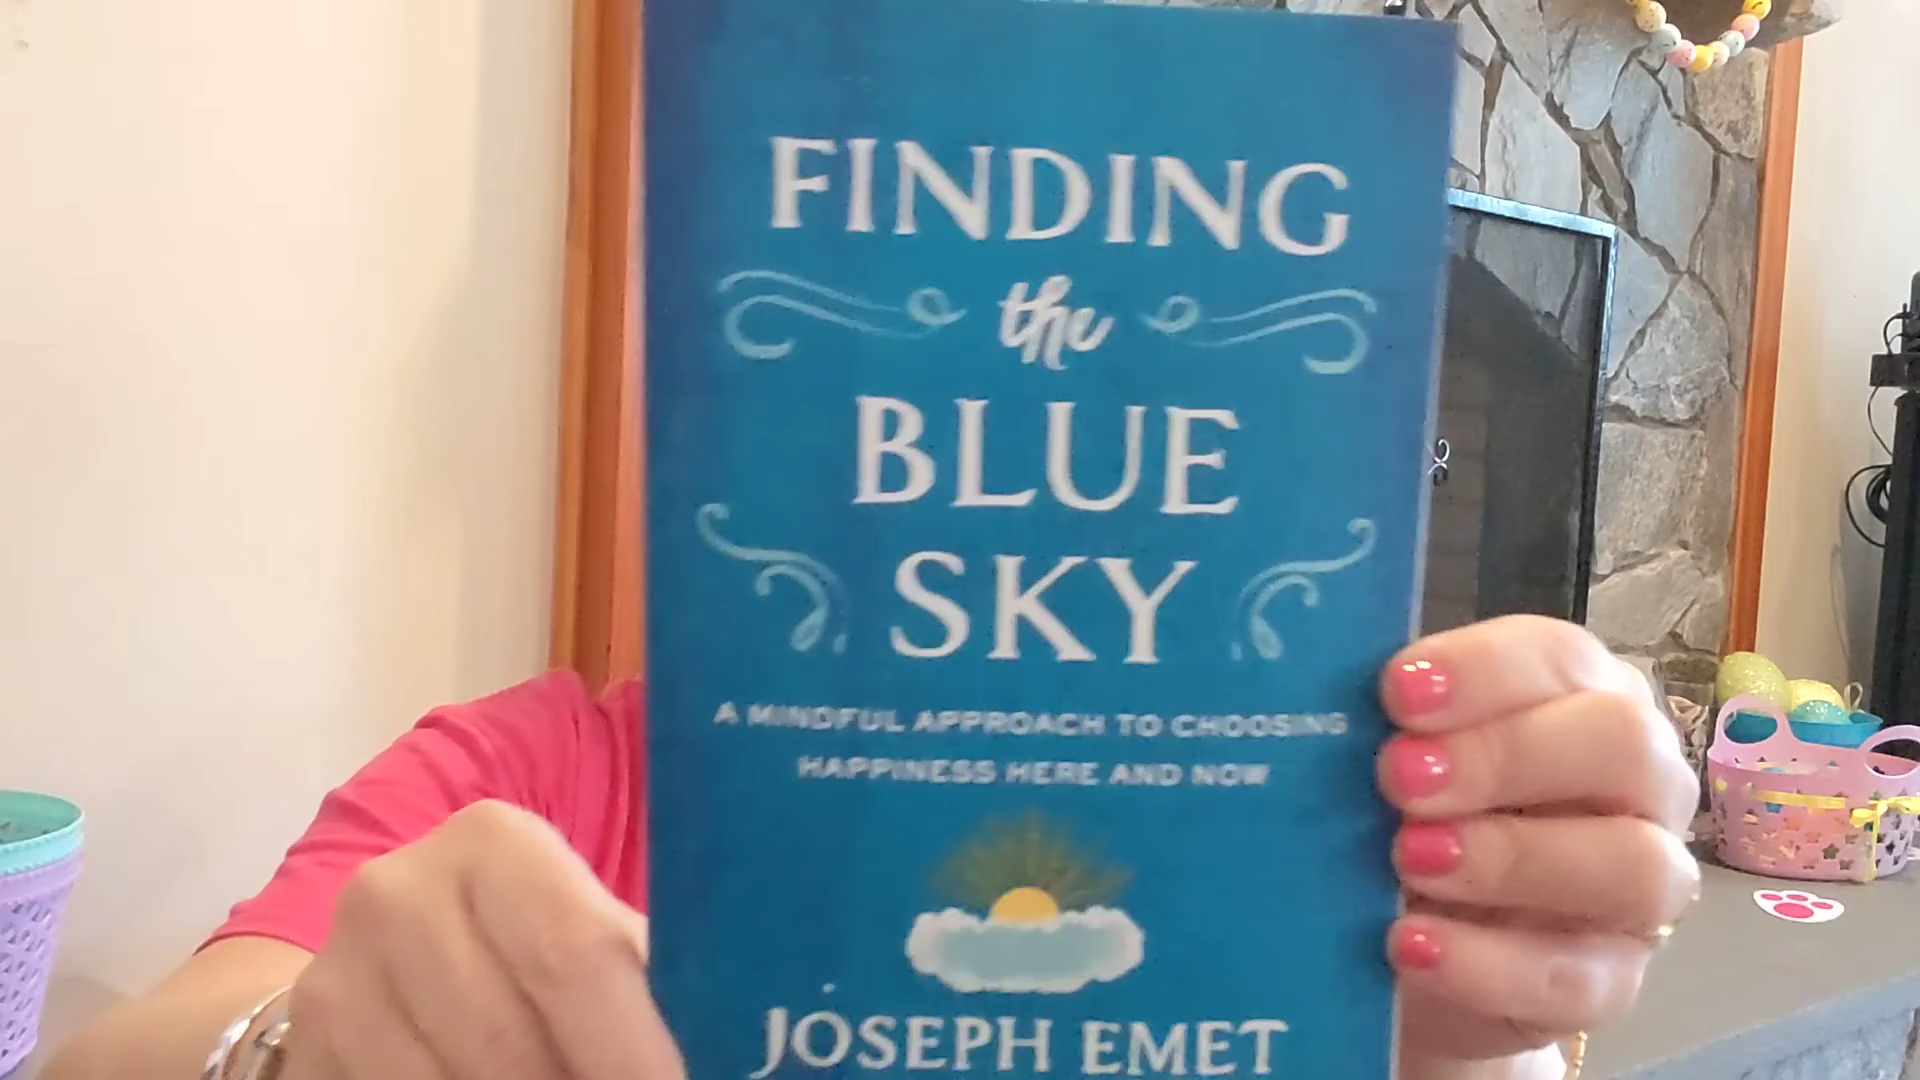 FINDING
the
BLUE
SKY
A MINDFUL APPROACH TO CHOOSING
HAPPINESS HERE AND NOW
JOSEPH EMET